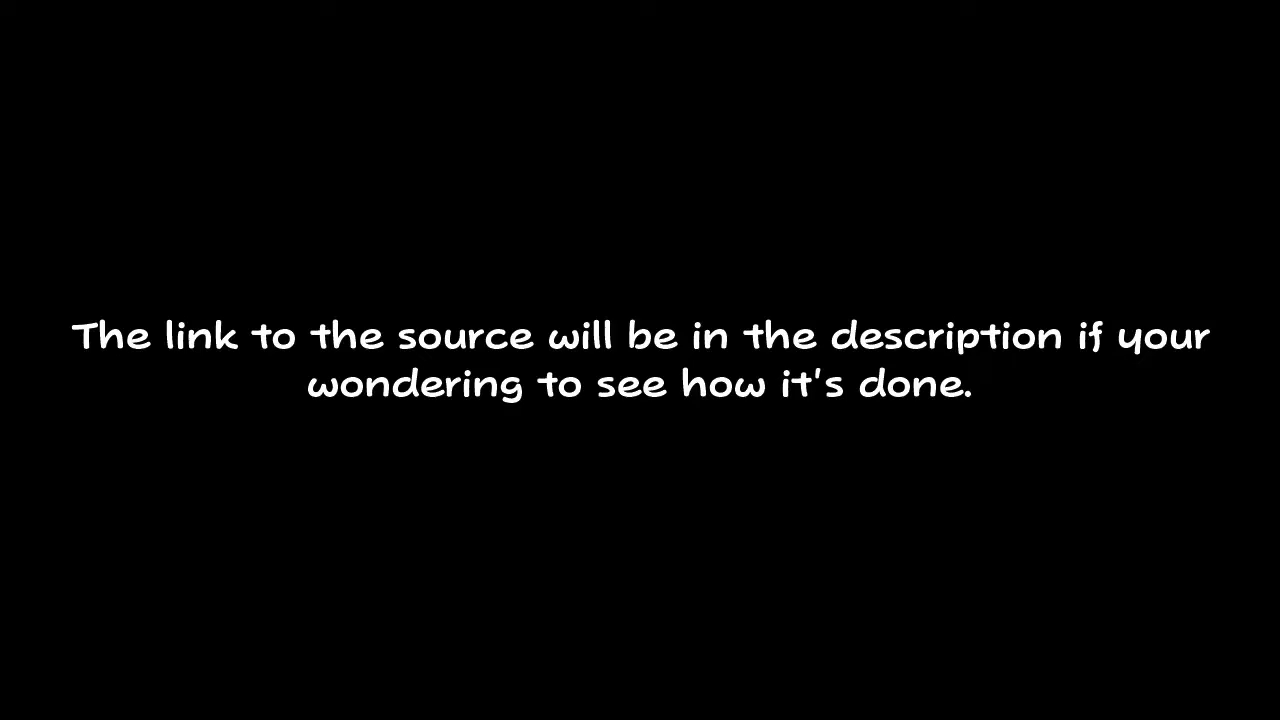 The link to the source will be in the description if your
wondering to see how it's done.